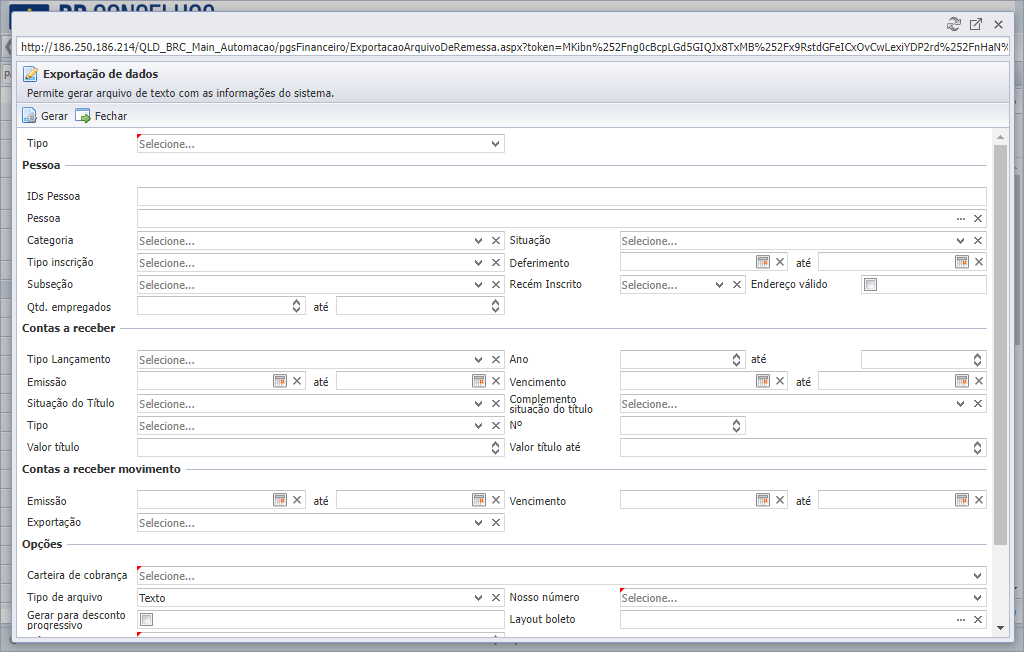 http://186.250.186.214/QLD_BRC_Main_Automacao/pgsFinanceiro/ExportacaoArquivoDeRemessa.aspx?token=MKibn%252Fng0cBcpLGd5GIQJx8TxMB%252Fx9RstdGFeICxOvCwLexiYDP2rd%252FnHaN%
Exportação de dados
Permite gerar arquivo de texto com as informações do sistema.
Gerar Fechar
Tipo Selecione...
Pessoa
IDs Pessoa
Pessoa ...
Categoria Selecione... Situação Selecione...
Tipo inscrição Selecione... Deferimento até
Subseção Selecione... Recém Inscrito Selecione... Endereço válido
Qtd. empregados até
Contas a receber
Tipo Lançamento Selecione... Ano até
Emissão até Vencimento até
Situação do Título Selecione... Complemento situação do título Selecione...
Tipo Selecione... Nº
Valor título Valor título até
Contas a receber movimento
Emissão até Vencimento até
Exportação Selecione...
Opções
Carteira de cobrança Selecione...
Tipo de arquivo Texto Nosso número Selecione...
Gerar para desconto progressivo Layout boleto ...